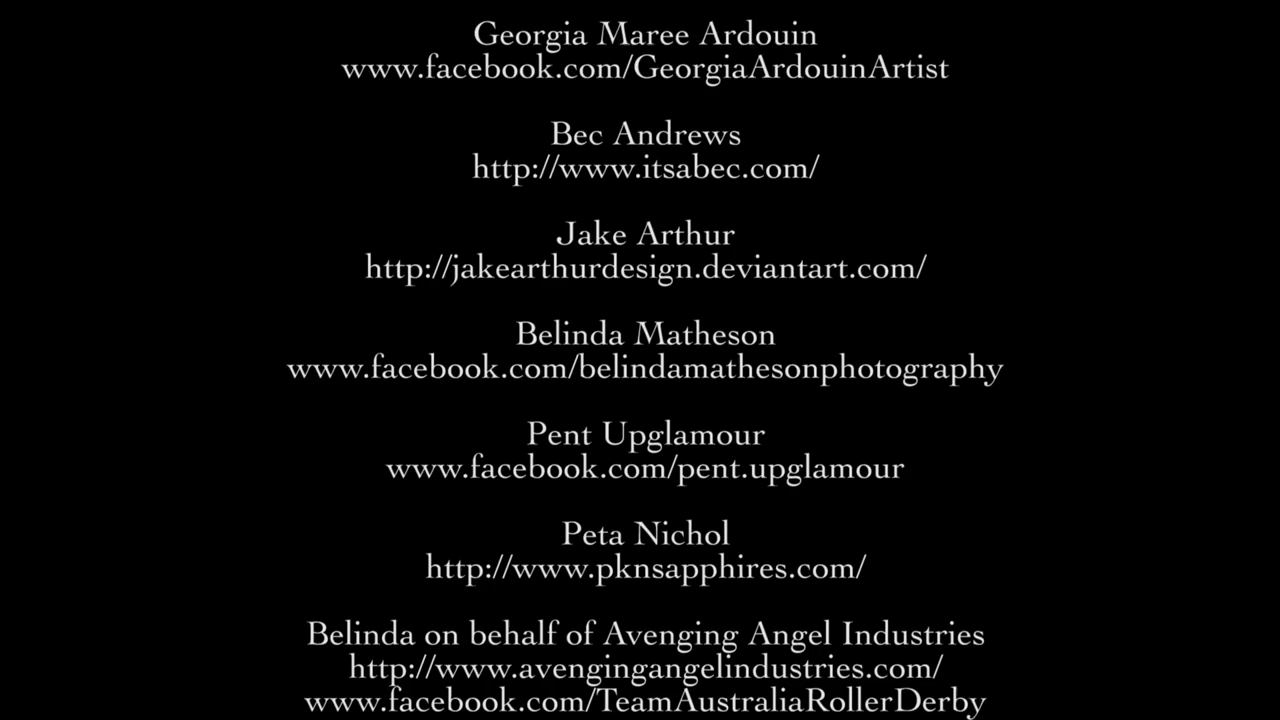 Georgia Maree Ardouin
www.facebook.com/GeorgiaArdouinArtist
Bec Andrews
http://www.itsabec.com/
Jake Arthur
http://jakearthurdesign.deviantart.com/
Belinda Matheson
www.facebook.com/belindamathesonphotography
Pent Upglamour
www.facebook.com/pent.upglamour
Peta Nichol
http://www.pknsapphires.com/
Belinda on behalf of Avenging Angel Industries
http://www.avengingangelindustries.com/
www.facebook.com/TeamAustraliaRollerDerby